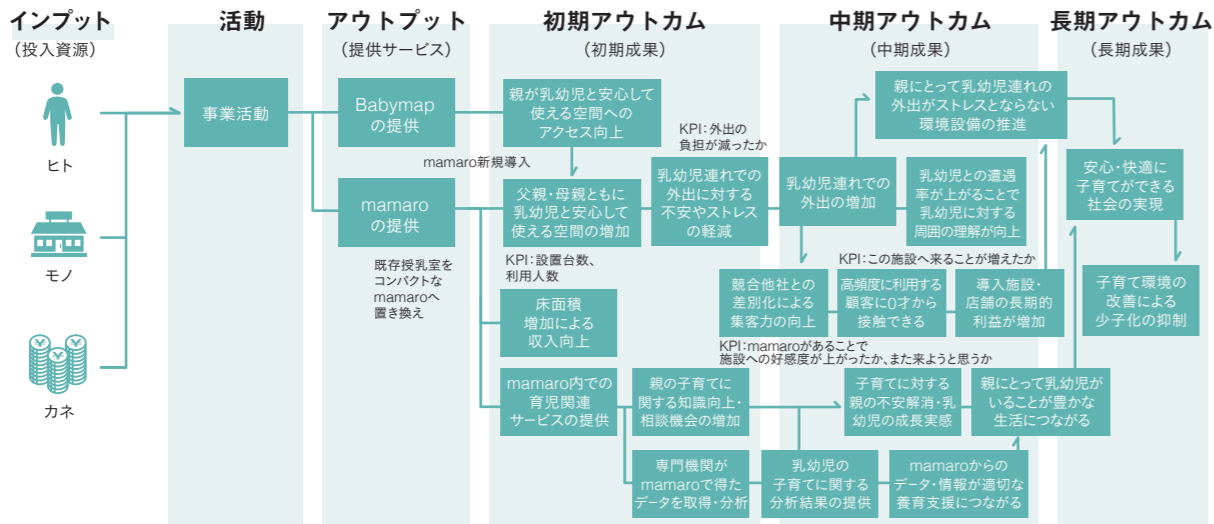 インプット
（投入資源）
活動
アウトプット
（提供サービス）
初期アウトカム
（初期成果）
中期アウトカム
（中期成果）
長期アウトカム
（長期成果）
ヒト
モノ
カネ
事業活動
Babymap
の提供
mamaro
の提供
mamaro新規導入
既存授乳室を
コンパクトな
mamaroへ
置き換え
親が乳幼児と安心して
使える空間への
アクセス向上
父親・母親ともに
乳幼児と安心して
使える空間の増加
KPI：設置台数、
利用人数
床面積
増加による
収入向上
mamaro内での
育児関連
サービスの提供
KPI：外出の
負担が減ったか
乳幼児連れでの
外出に対する
不安やストレス
の軽減
親の子育てに
関する知識向上・
相談機会の増加
専門機関が
mamaroで得た
データを取得・分析
親にとって乳幼児連れの
外出がストレスとならない
環境設備の推進
乳幼児連れでの
外出の増加
乳幼児との遭遇
率が上がることで
乳幼児に対する
周囲の理解が向上
KPI：この施設へ来ることが増えたか
競合他社との
差別化による
集客力の向上
高頻度に利用する
顧客に0才から
接触できる
導入施設・
店舗の長期的
利益が増加
KPI：mamaroがあることで
施設への好感度が上がったか、また来ようと思うか
子育てに対する
親の不安解消・乳
幼児の成長実感
親にとって乳幼児が
いることが豊かな
生活につながる
乳幼児の
子育てに関する
分析結果の提供
mamaroからの
データ・情報が適切な
養育支援につながる
安心・快適に
子育てができる
社会の実現
子育て環境の
改善による
少子化の抑制